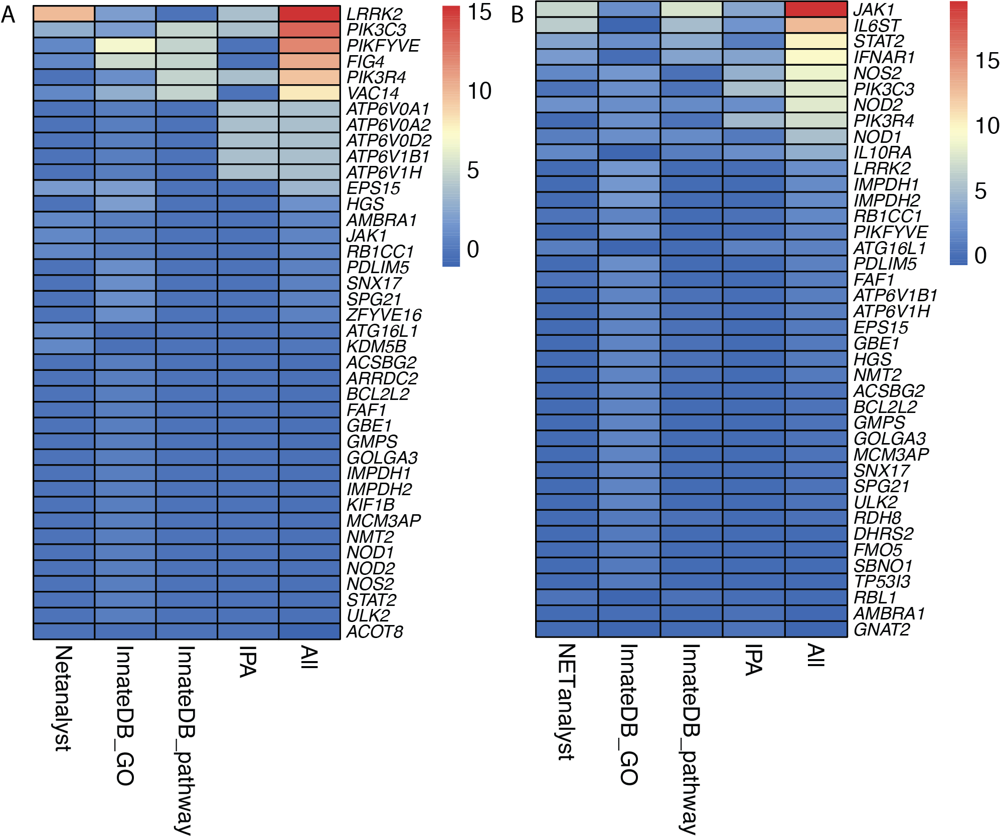 A
LRRK2
PIK3C3
PIKFYVE
FIG4
PIK3R4
VAC14
ATP6V0A1
ATP6V0A2
ATP6V0D2
ATP6V1B1
ATP6V1H
EPS15
HGS
AMBRA1
JAK1
RB1CC1
PDLIM5
SNX17
SPG21
ZFYVE16
ATG16L1
KDM5B
ACSBG2
ARRDC2
BCL2L2
FAF1
GBE1
GMPS
GOLGA3
IMPDH1
IMPDH2
KIF1B
MCM3AP
NMT2
NOD1
NOD2
NOS2
STAT2
ULK2
ACOT8
15
10
5
0
Netanalyst
InnateDB_GO
InnateDB_pathway
IPA
All
B
JAK1
IL6ST
STAT2
IFNAR1
NOS2
PIK3C3
NOD2
PIK3R4
NOD1
IL10RA
LRRK2
IMPDH1
IMPDH2
RB1CC1
PIKFYVE
ATG16L1
PDLIM5
FAF1
ATP6V1B1
ATP6V1H
EPS15
GBE1
HGS
NMT2
ACSBG2
BCL2L2
GMPS
GOLGA3
MCM3AP
SNX17
SPG21
ULK2
RDH8
DHRS2
FMO5
SBNO1
TP53I3
RBL1
AMBRA1
GNAT2
15
10
5
0
NETanalyst
InnateDB_GO
InnateDB_pathway
IPA
All